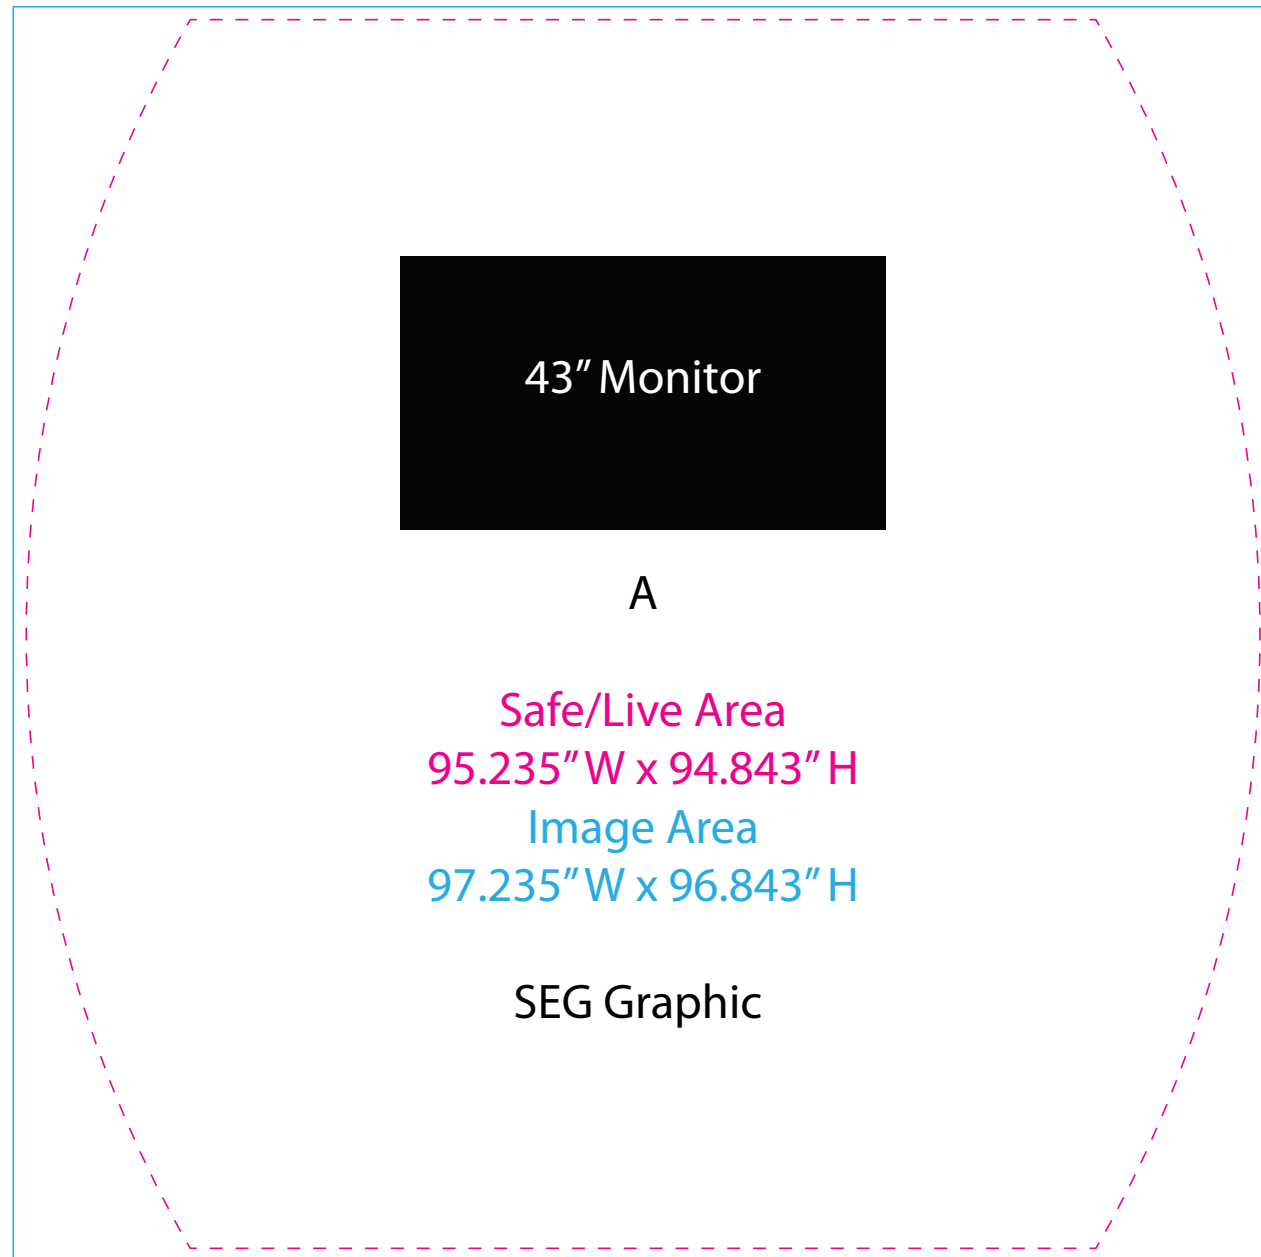 43″ Monitor
A
Safe/Live Area
95.235″ W x 94.843″ H
Image Area
97.235″ W x 96.843″ H
SEG Graphic